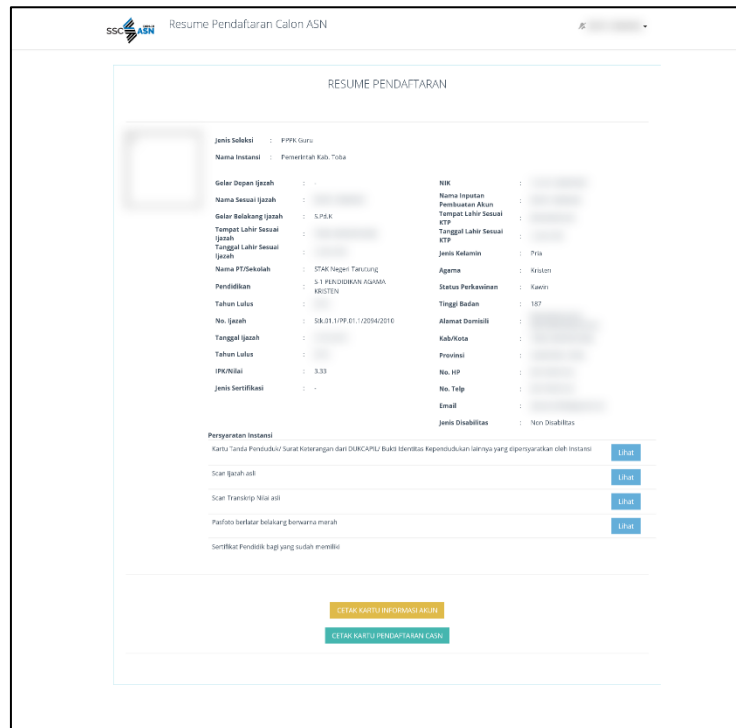 SSC ASN
Resume Pendaftaran Calon ASN
RESUME PENDAFTARAN
Jenis Seleksi : PPPK Guru
Nama Instansi : Pemerintah Kab. Toba
Gelar Depan Ijazah : -
Nama Sesuai Ijazah :
Gelar Belakang Ijazah : S.Pd.K
Tempat Lahir Sesuai
Ijazah :
Tanggal Lahir Sesuai
Ijazah :
Nama PT/Sekolah : STAK Negeri Tarutung
Pendidikan : S-1 PENDIDIKAN AGAMA
KRISTEN
Tahun Lulus :
No. Ijazah : Stk.01.1/PP.01.1/2094/2010
Tanggal Ijazah :
Tahun Lulus :
IPK/Nilai : 3.33
Jenis Sertifikasi : -
NIK :
Nama Inputan
Pembuatan Akun :
Tempat Lahir Sesuai
KTP :
Tanggal Lahir Sesuai
KTP :
Jenis Kelamin : Pria
Agama : Kristen
Status Perkawinan : Kawin
Tinggi Badan : 187
Alamat Domisili :
Kab/Kota :
Provinsi :
No. HP :
No. Telp :
Email :
Jenis Disabilitas : Non Disabilitas
Persyaratan Instansi
Kartu Tanda Penduduk/ Surat Keterangan dari DUKCAPIL/ Bukti Identitas Kependudukan lainnya yang dipersyaratkan oleh Instansi Lihat
Scan Ijazah asli Lihat
Scan Transkrip Nilai asli Lihat
Pasfoto berlatar belakang berwarna merah Lihat
Sertifikat Pendidik bagi yang sudah memiliki
CETAK KARTU INFORMASI AKUN
CETAK KARTU PENDAFTARAN CASN